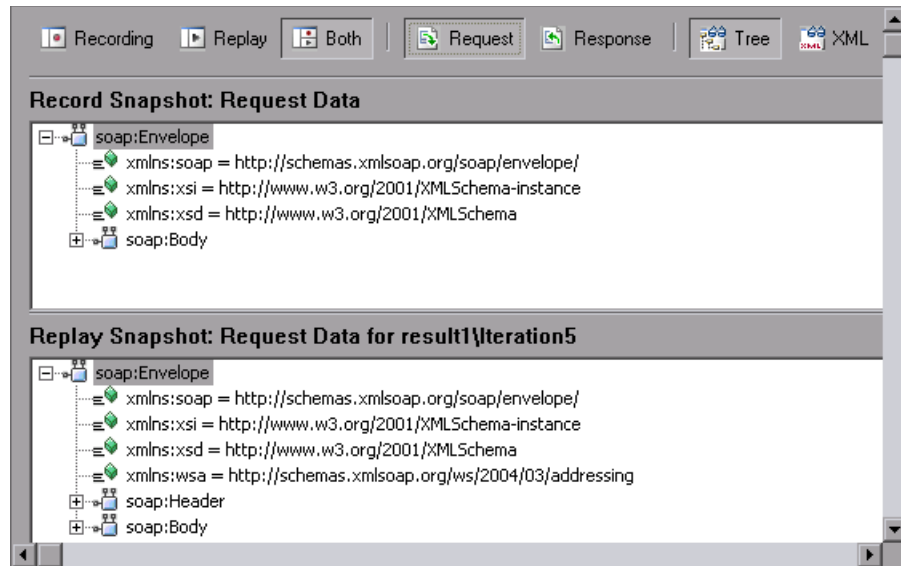 Recording Replay Both Request Response Tree XML
Record Snapshot: Request Data
soap:Envelope
xmlns:soap = http://schemas.xmlsoap.org/soap/envelope/
xmlns:xsi = http://www.w3.org/2001/XMLSchema-instance
xmlns:xsd = http://www.w3.org/2001/XMLSchema
soap:Body
Replay Snapshot: Request Data for result1\Iteration5
soap:Envelope
xmlns:soap = http://schemas.xmlsoap.org/soap/envelope/
xmlns:xsi = http://www.w3.org/2001/XMLSchema-instance
xmlns:xsd = http://www.w3.org/2001/XMLSchema
xmlns:wsa = http://schemas.xmlsoap.org/ws/2004/03/addressing
soap:Header
soap:Body